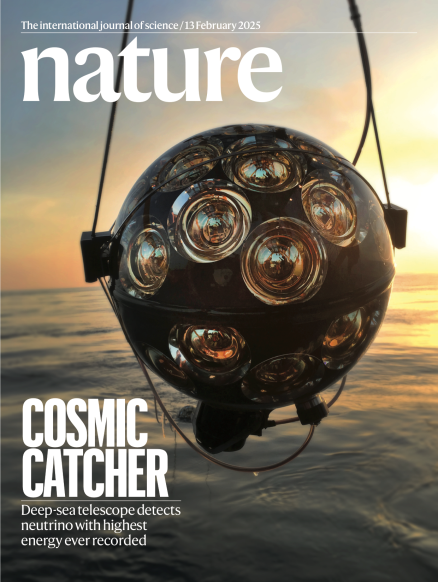 The international journal of science / 13 February 2025
nature
COSMIC
CATCHER
Deep-sea telescope detects
neutrino with highest
energy ever recorded